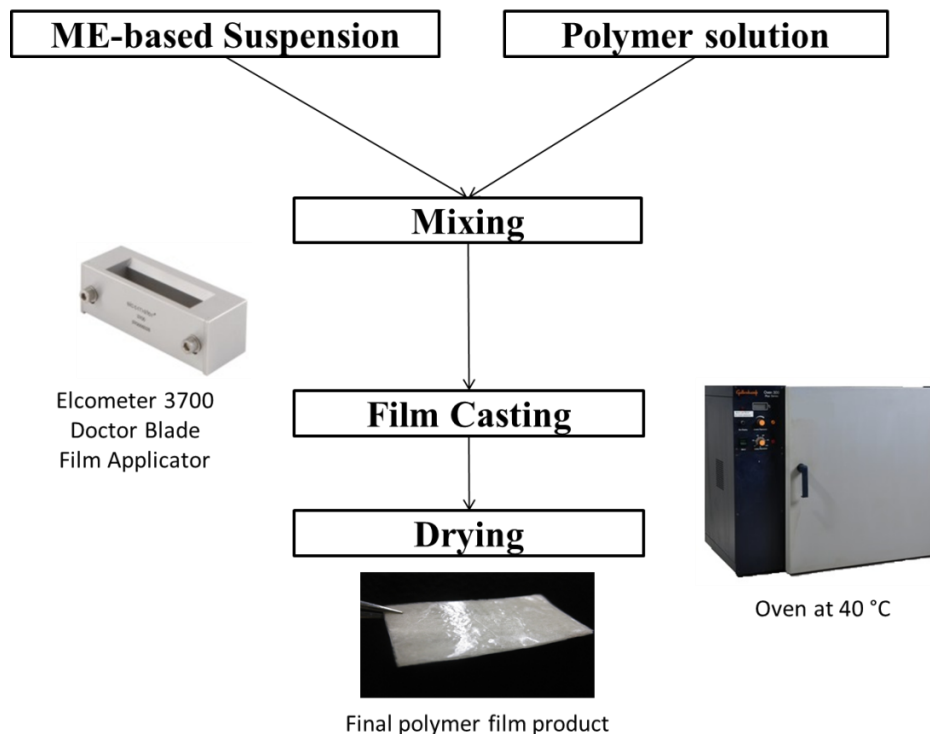 ME-based Suspension
Polymer solution
Mixing
Elcometer 3700
Doctor Blade
Film Applicator
Film Casting
Drying
Oven at 40 °C
Final polymer film product